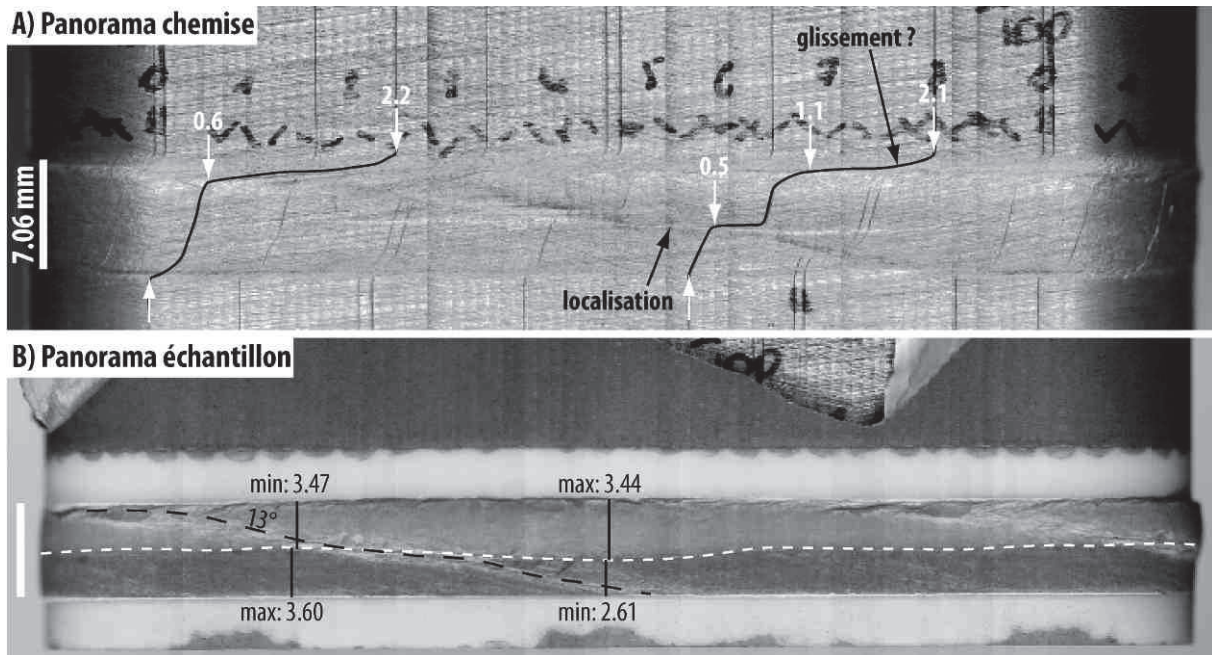 A) Panorama chemise
glissement ?
2.2
2.1
0.6
1.1
0.5
7.06 mm
localisation
B) Panorama échantillon
TOP
min: 3.47
max: 3.44
13°
max: 3.60
min: 2.61